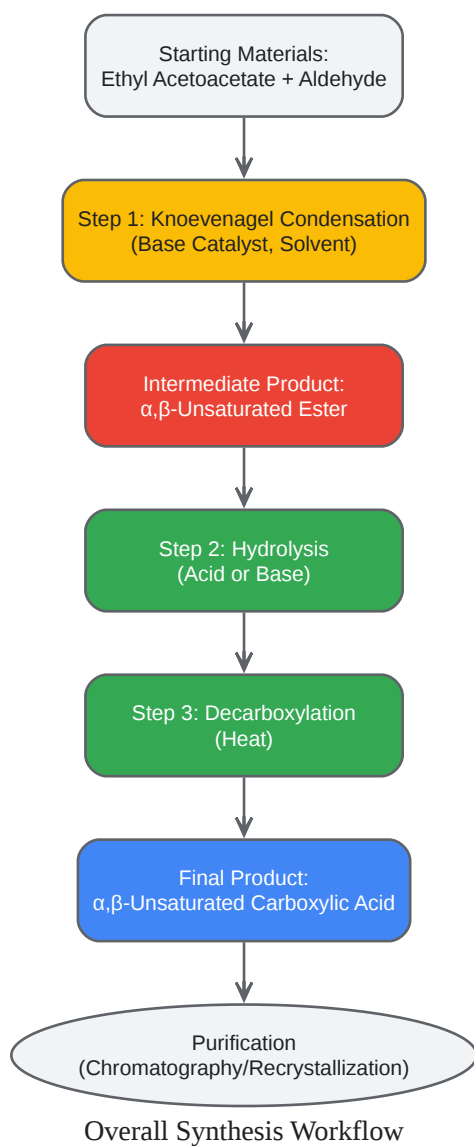 Starting Materials:
Ethyl Acetoacetate + Aldehyde
Step 1: Knoevenagel Condensation
(Base Catalyst, Solvent)
Intermediate Product:
α,β-Unsaturated Ester
Step 2: Hydrolysis
(Acid or Base)
Step 3: Decarboxylation
(Heat)
Final Product:
α,β-Unsaturated Carboxylic Acid
Purification
(Chromatography/Recrystallization)
Overall Synthesis Workflow